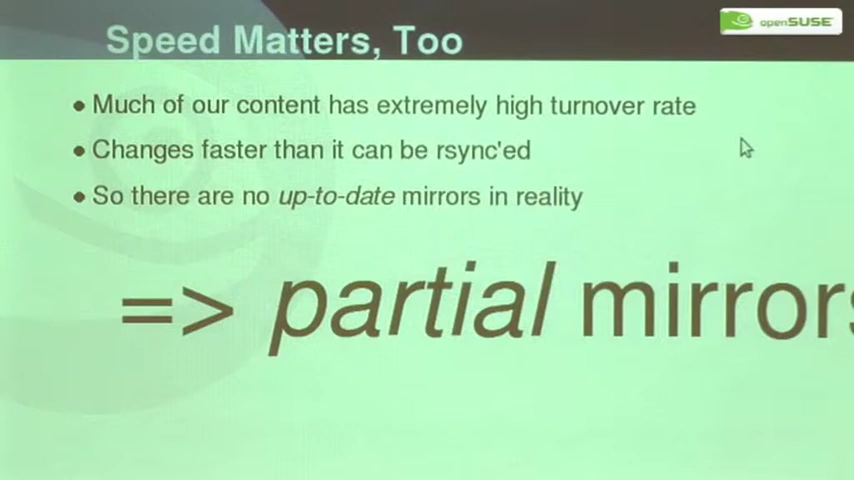 Speed Matters, Too
openSUSE
• Much of our content has extremely high turnover rate
• Changes faster than it can be rsync'ed
• So there are no up-to-date mirrors in reality
=> partial mirrors